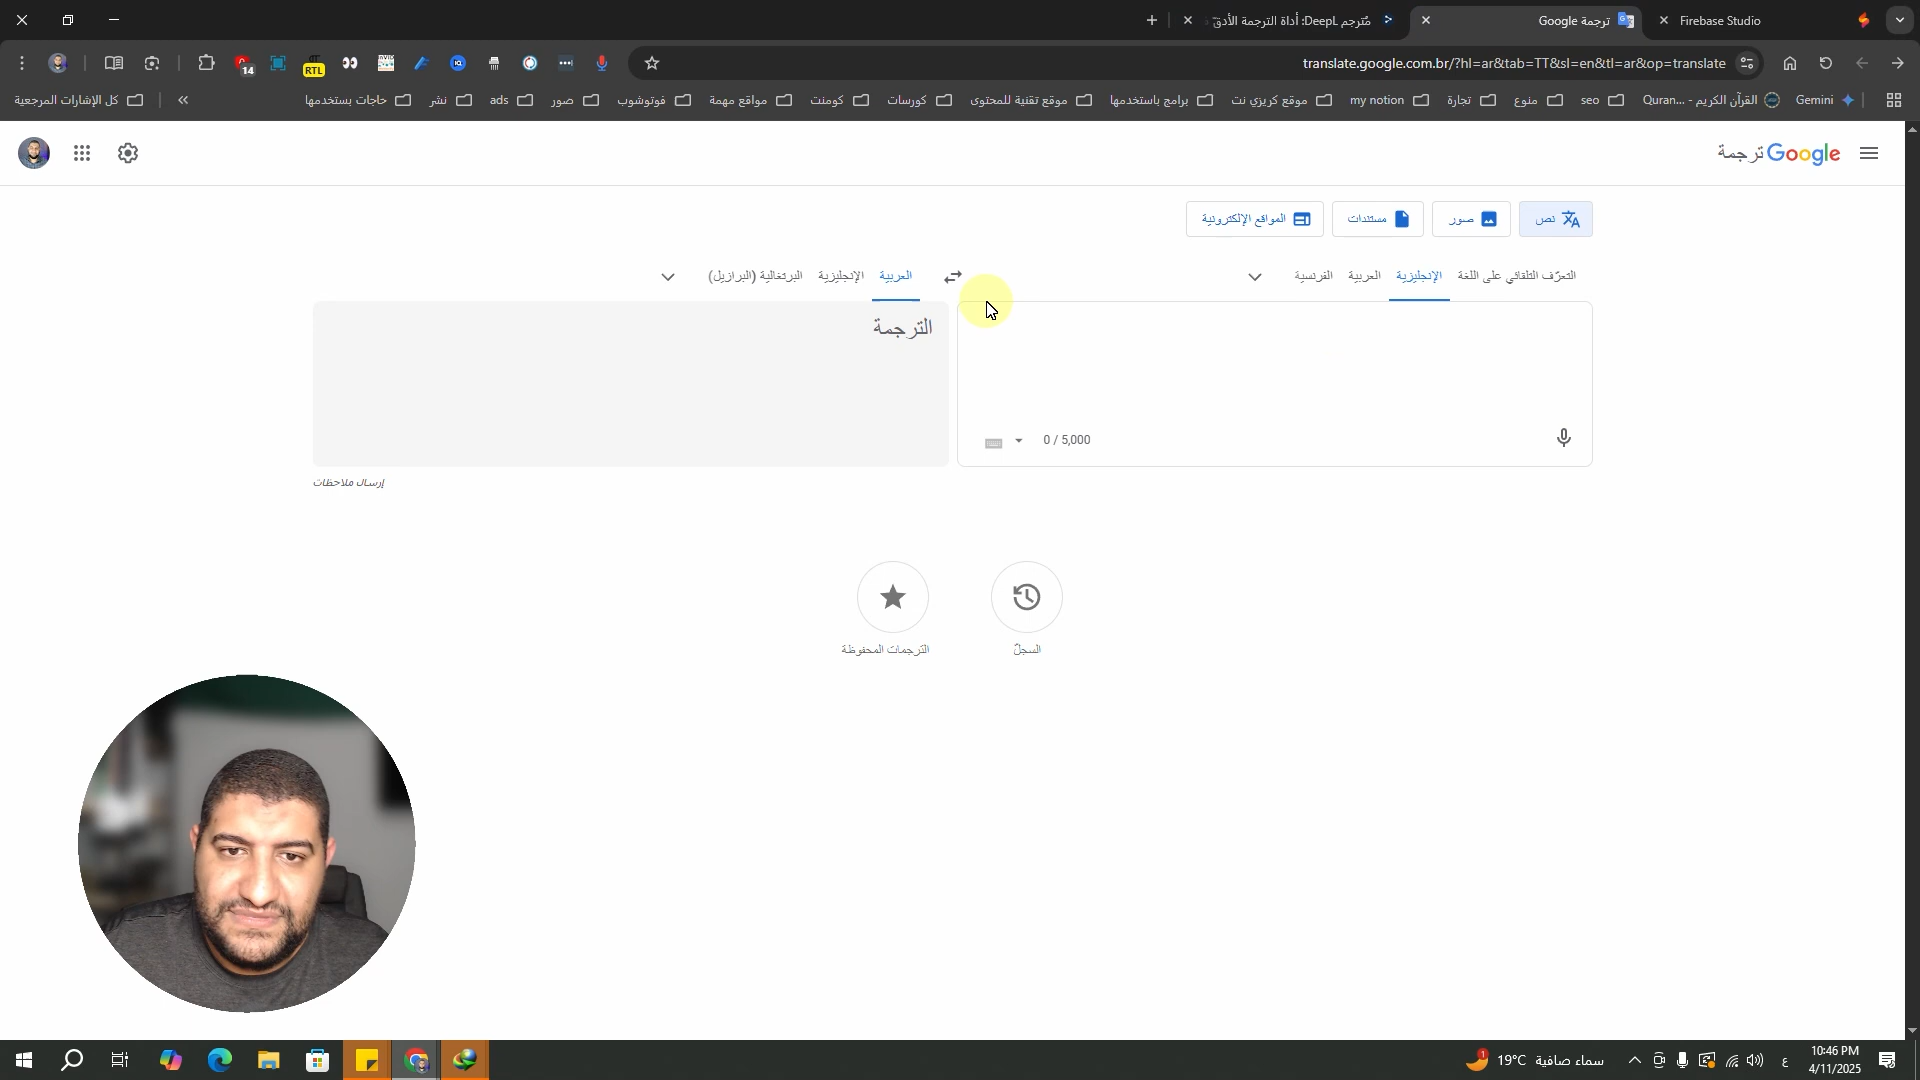 Firebase Studio
ترجمة Google
مُترجم DeepL: أداة الترجمة الأدقّ
translate.google.com.br/?hl=ar&tab=TT&sl=en&tl=ar&op=translate
14
RTL
Gemini
القرآن الكريم - ...Quran
seo
منوع
تجارة
my notion
موقع كريزي نت
برامج باستخدمها
موقع تقنية للمحتوى
كورسات
كومنت
مواقع مهمة
فوتوشوب
صور
ads
نشر
حاجات بستخدمها
كل الإشارات المرجعية
Google ترجمة
نص
صور
مستندات
المواقع الإلكترونية
التعرّف التلقائي على اللغة
الإنجليزية
العربية
الفرنسية
العربية
الإنجليزية
البرتغالية (البرازيل)
الترجمة
0 / 5,000
إرسال ملاحظات
السجلّ
الترجمات المحفوظة
1
19°C سماء صافية
ع
10:46 PM
4/11/2025